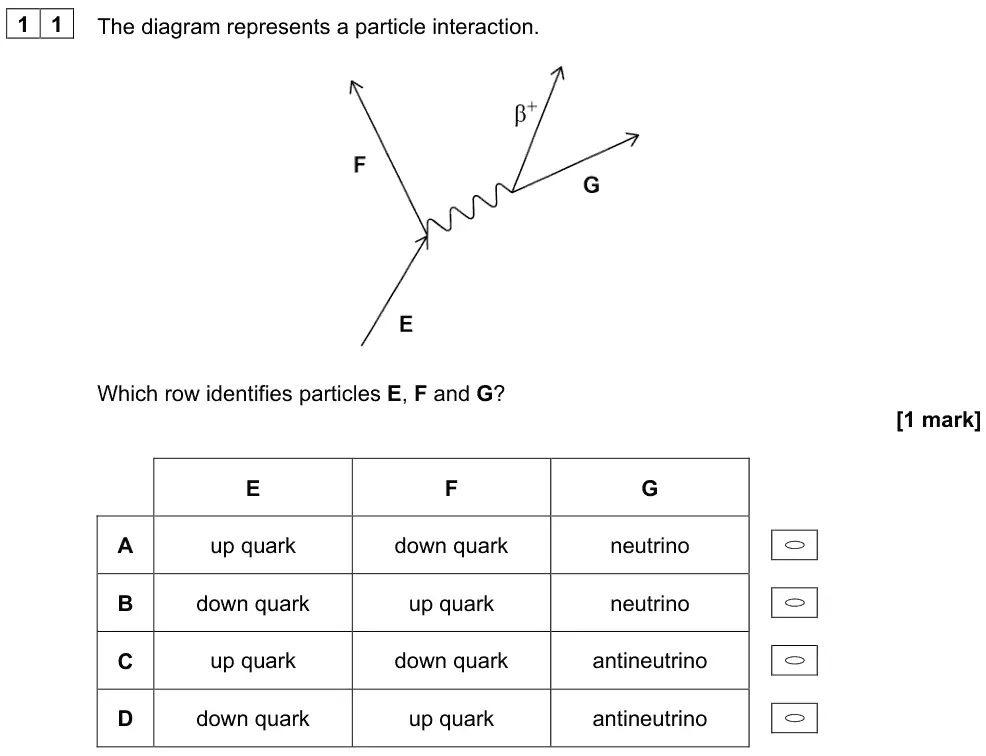 1 1 The diagram represents a particle interaction.
β+
F
G
E
Which row identifies particles E, F and G?
[1 mark]
E F G
A up quark down quark neutrino
B down quark up quark neutrino
C up quark down quark antineutrino
D down quark up quark antineutrino